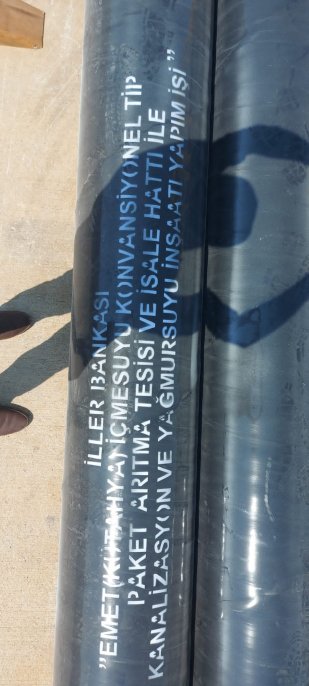 İLLER BANKASI
"EMET(KÜTAHYA) İÇMESUYU KONVANSİYONEL TİP
PAKET ARITMA TESİSİ VE İSALE HATTI İLE
KANALİZASYON VE YAĞMURSUYU İNŞAATI YAPIM İŞİ"